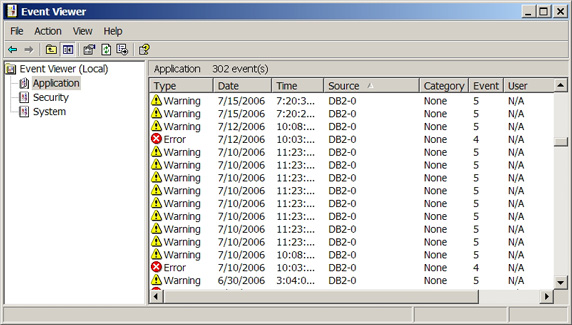 Event Viewer
File Action View Help
Event Viewer (Local)
Application
Security
System
Application 302 event(s)
Type Date Time Source Category Event User
Warning 7/15/2006 7:20:3... DB2-0 None 5 N/A
Warning 7/15/2006 7:20:2... DB2-0 None 5 N/A
Warning 7/12/2006 10:08:... DB2-0 None 5 N/A
Error 7/12/2006 10:03:... DB2-0 None 4 N/A
Warning 7/10/2006 11:23:... DB2-0 None 5 N/A
Warning 7/10/2006 11:23:... DB2-0 None 5 N/A
Warning 7/10/2006 11:23:... DB2-0 None 5 N/A
Warning 7/10/2006 11:23:... DB2-0 None 5 N/A
Warning 7/10/2006 11:23:... DB2-0 None 5 N/A
Warning 7/10/2006 11:23:... DB2-0 None 5 N/A
Warning 7/10/2006 11:23:... DB2-0 None 5 N/A
Warning 7/10/2006 11:23:... DB2-0 None 5 N/A
Warning 7/10/2006 10:08:... DB2-0 None 5 N/A
Error 7/10/2006 10:03:... DB2-0 None 4 N/A
Warning 6/30/2006 3:04:0... DB2-0 None 5 N/A